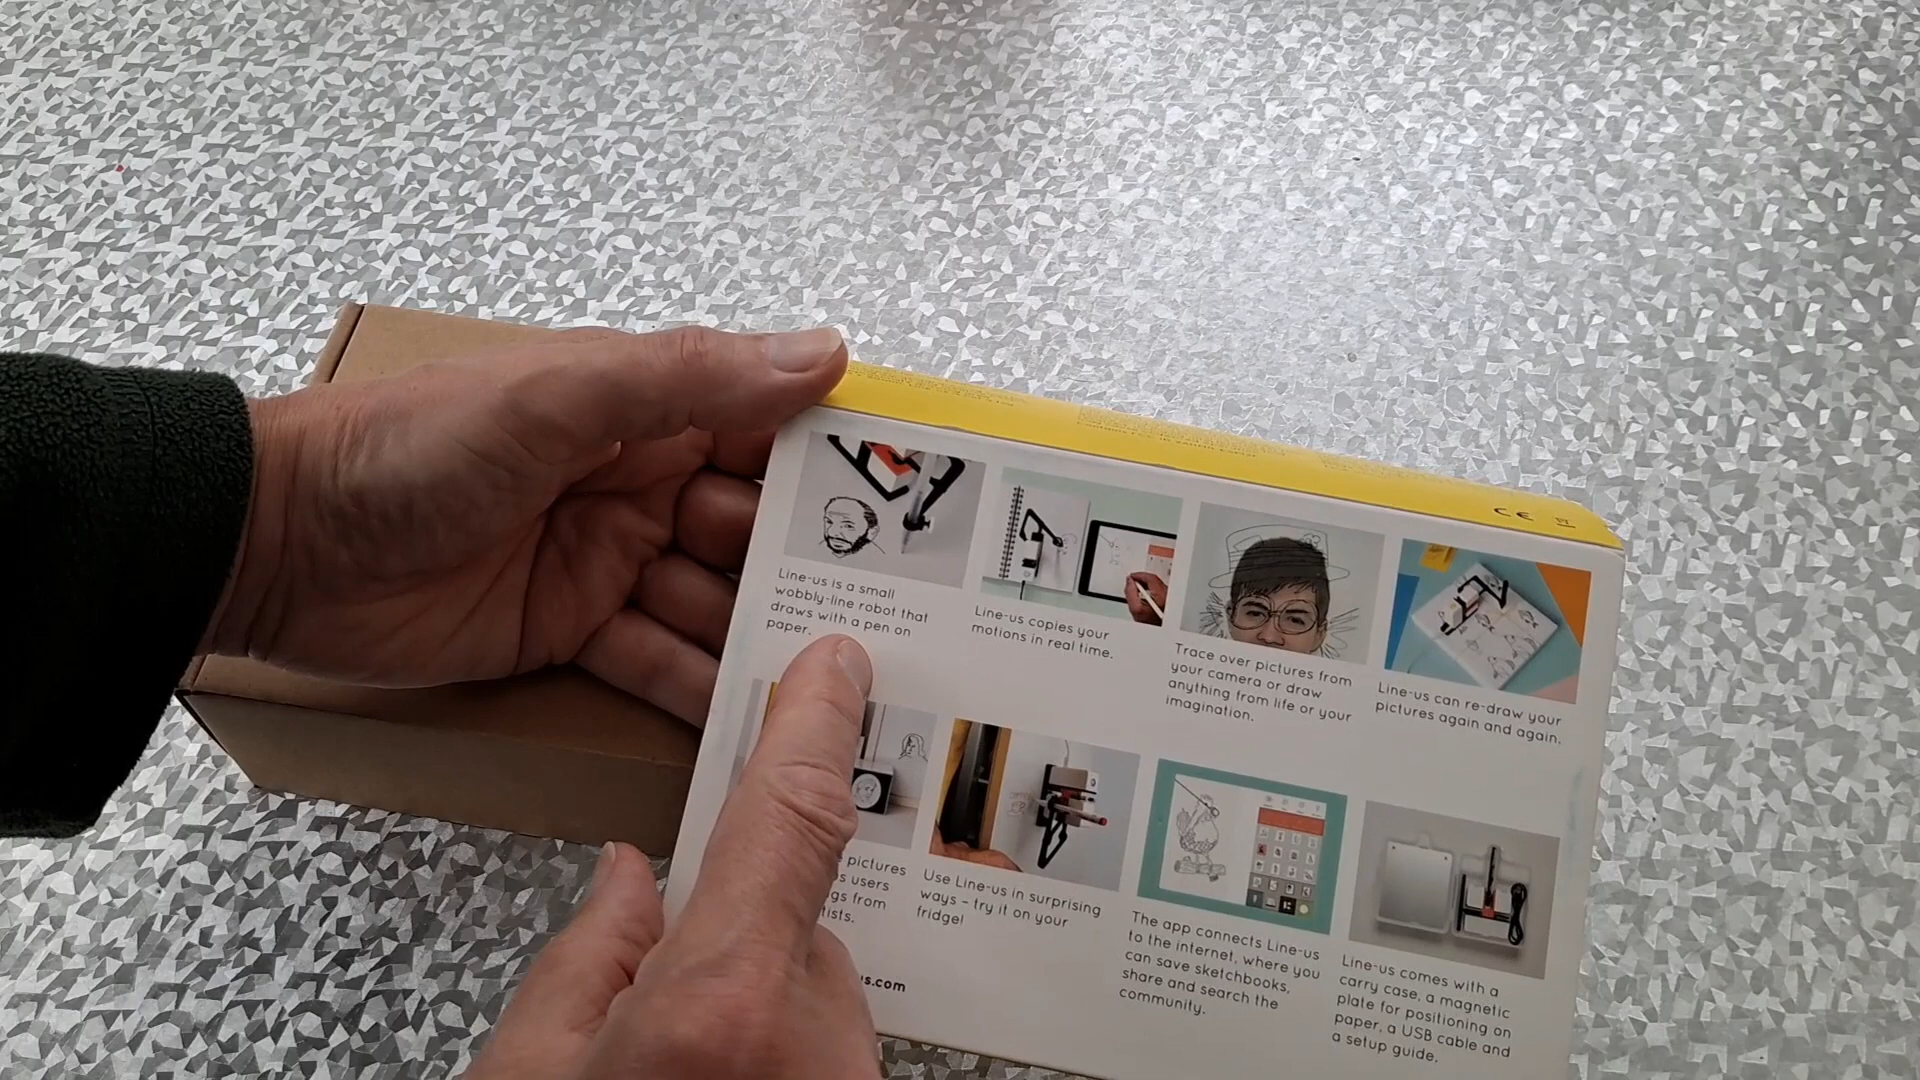 CE
Line-us is a small
wobbly-line robot that
draws with a pen on
paper.
Line-us copies your
motions in real time.
Trace over pictures from
your camera or draw
anything from life or your
imagination.
Line-us can re-draw your
pictures again and again.
pictures
users
from
Use Line-us in surprising
ways – try it on your
fridge!
The app connects Line-us
to the internet, where you
can save sketchbooks,
share and search the
community.
Line-us comes with a
carry case, a magnetic
plate for positioning on
paper, a USB cable and
a setup guide.
s.com